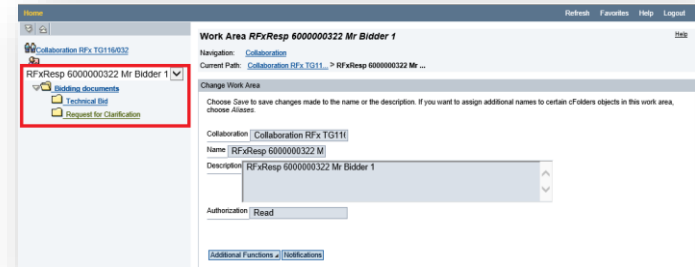 Home
Refresh Favorites Help Logout
Collaboration RFx TG116/032
RFxResp 6000000322 Mr Bidder 1
Bidding documents
Technical Bid
Request for Clarification
Work Area RFxResp 6000000322 Mr Bidder 1
Help
Navigation: Collaboration
Current Path: Collaboration RFx TG11... > RFxResp 6000000322 Mr ...
Change Work Area
Choose Save to save changes made to the name or the description. If you want to assign additional names to certain cFolders objects in this work area,
choose Aliases.
Collaboration Collaboration RFx TG11(
Name RFxResp 6000000322 M
Description RFxResp 6000000322 Mr Bidder 1
Authorization Read
Additional Functions Notifications